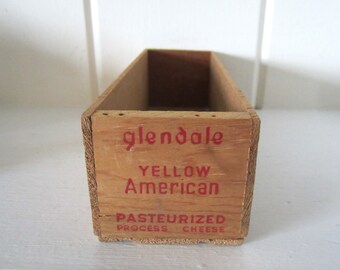 glendale
YELLOW
American
PASTEURIZED
PROCESS CHEESE